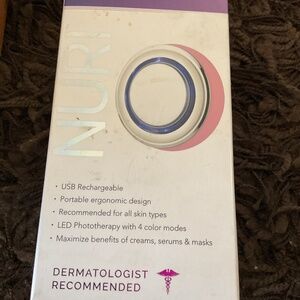 NURI
• USB Rechargeable
• Portable ergonomic design
• Recommended for all skin types
• LED Phototherapy with 4 color modes
• Maximize benefits of creams, serums & masks
DERMATOLOGIST
RECOMMENDED